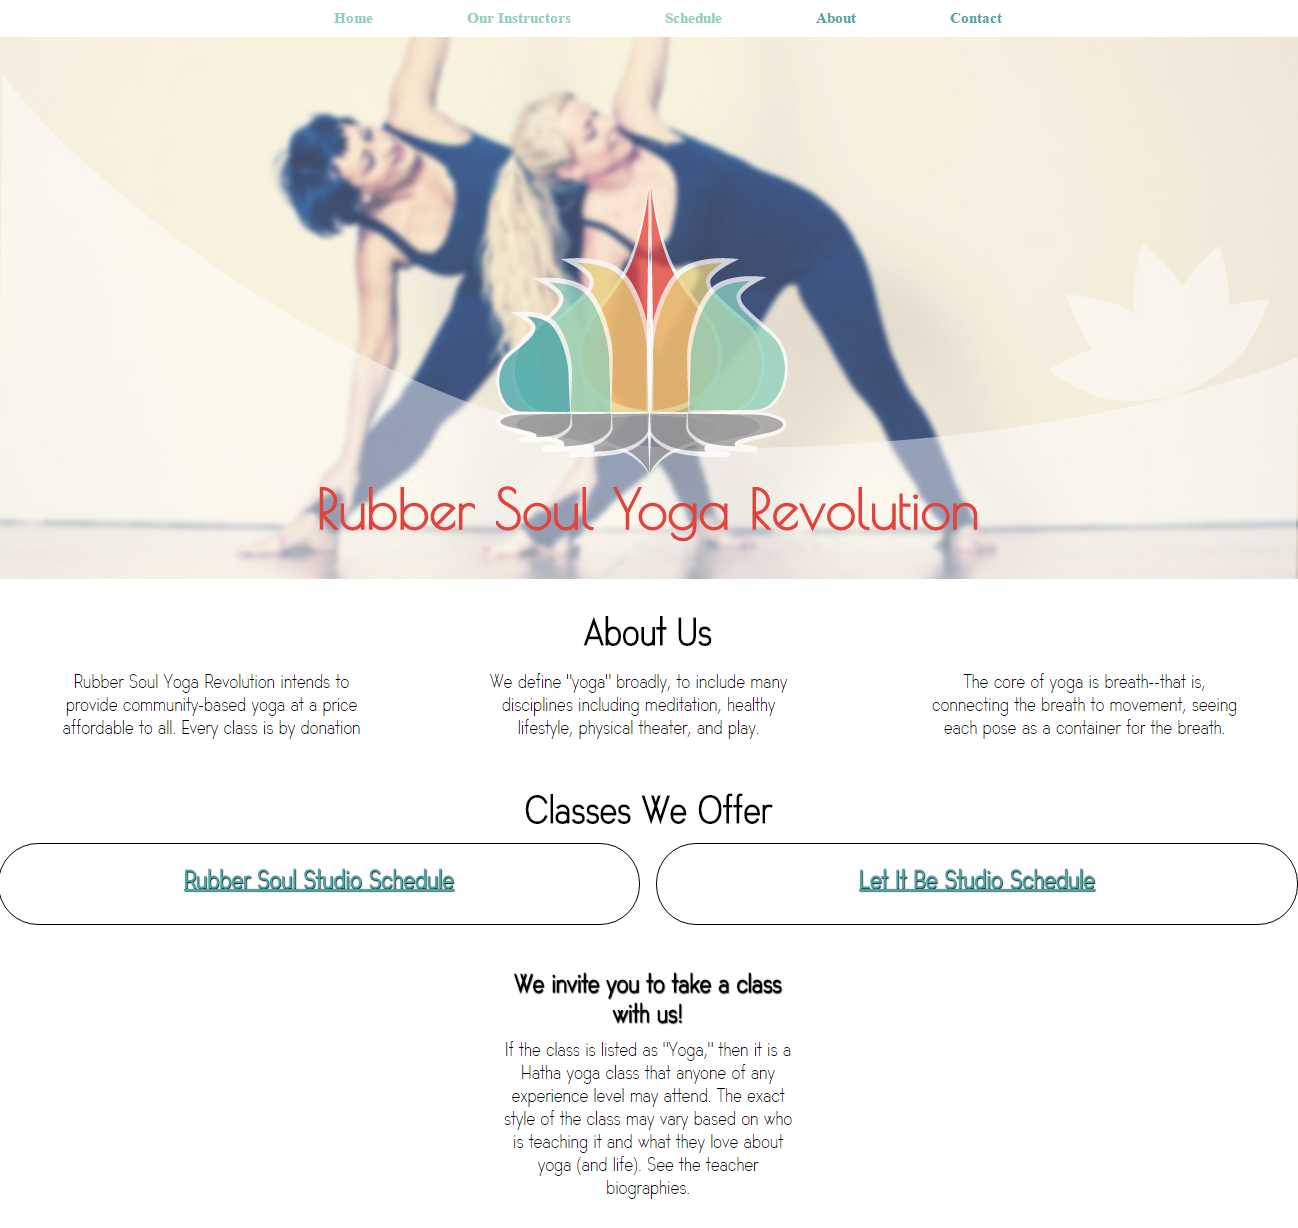 Home Our Instructors Schedule About Contact
Rubber Soul Yoga Revolution
About Us
Rubber Soul Yoga Revolution intends to
provide community-based yoga at a price
affordable to all. Every class is by donation
We define "yoga" broadly, to include many
disciplines including meditation, healthy
lifestyle, physical theater, and play.
The core of yoga is breath--that is,
connecting the breath to movement, seeing
each pose as a container for the breath.
Classes We Offer
Rubber Soul Studio Schedule
Let It Be Studio Schedule
We invite you to take a class
with us!
If the class is listed as "Yoga," then it is a
Hatha yoga class that anyone of any
experience level may attend. The exact
style of the class may vary based on who
is teaching it and what they love about
yoga (and life). See the teacher
biographies.